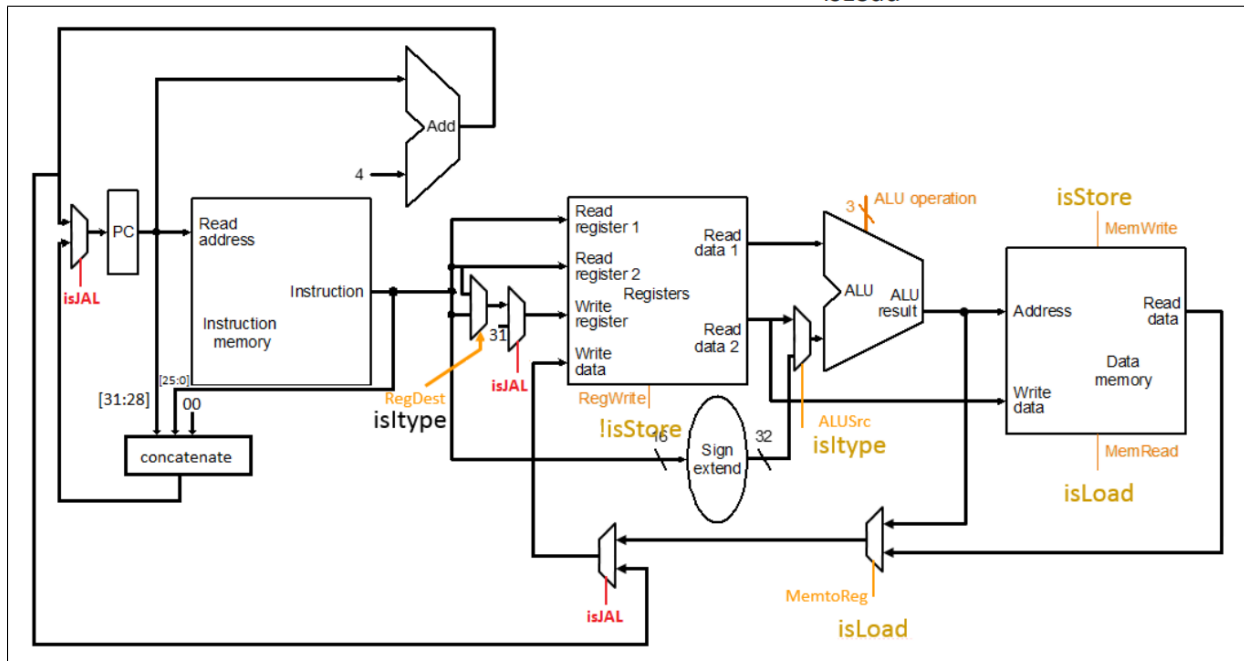 Add
4
PC
Read
address
Instruction
Instruction
memory
isJAL
[31:28]
[25:0]
00
concatenate
RegDest
isItype
31
isJAL
Read
register 1
Read
register 2
Write
register
Write
data
Registers
Read
data 1
Read
data 2
RegWrite
!isStore
16
Sign
extend
32
3
ALU operation
ALU
ALU
result
ALUSrc
isItype
isStore
MemWrite
Address
Read
data
Data
memory
Write
data
MemRead
isLoad
isJAL
MemtoReg
isLoad